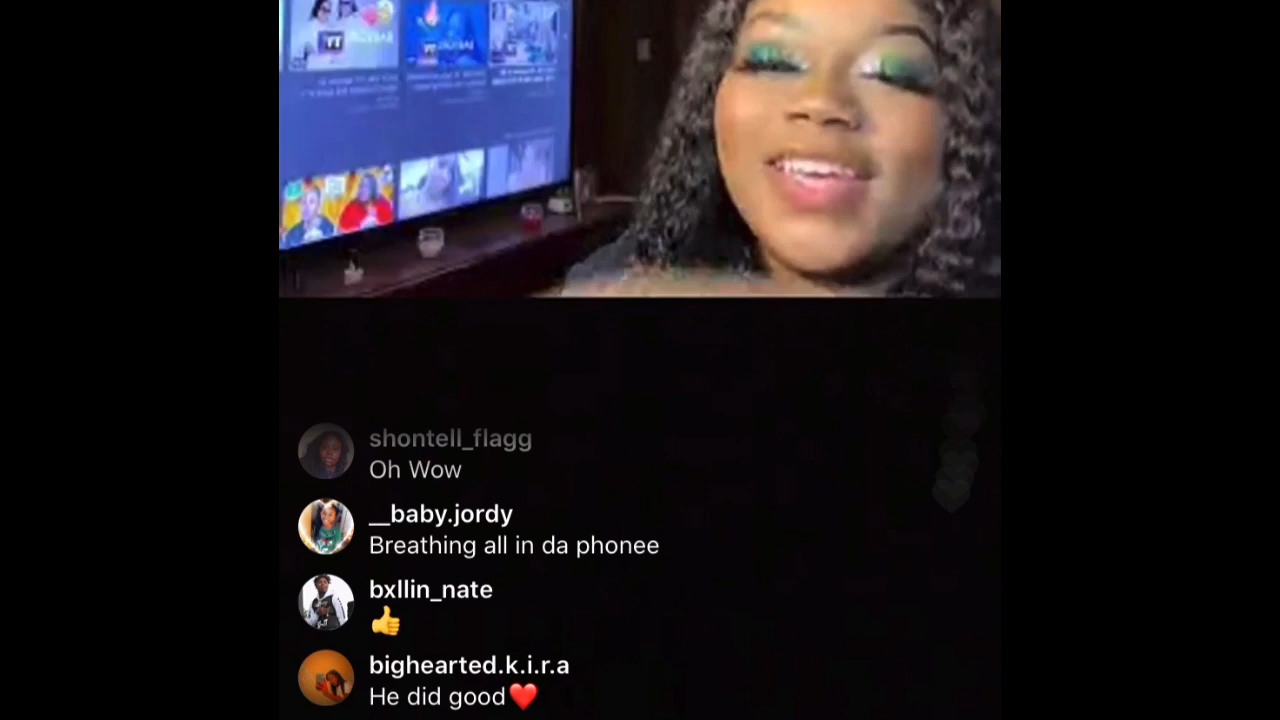 shontell_flagg
Oh Wow
__baby.jordy
Breathing all in da phonee
bxllin_nate
👍
bighearted.k.i.r.a
He did good❤️